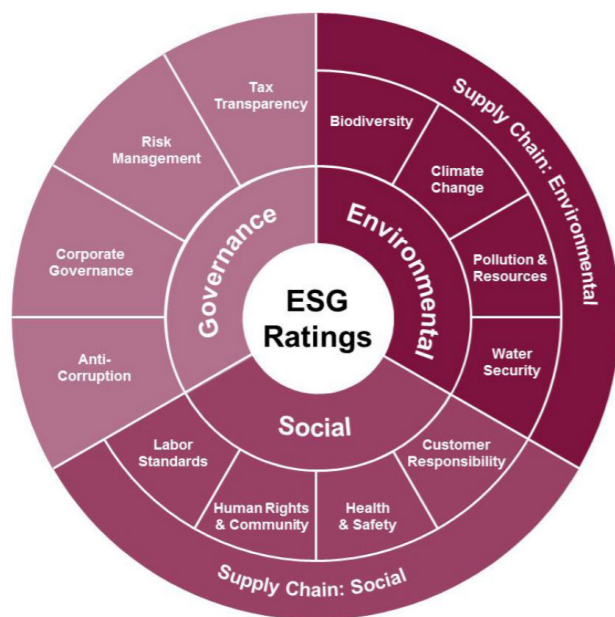 ESG
Ratings
Environmental
Social
Governance
Biodiversity
Climate
Change
Pollution &
Resources
Water
Security
Supply Chain: Environmental
Customer
Responsibility
Health
& Safety
Human Rights
& Community
Labor
Standards
Supply Chain: Social
Anti-
Corruption
Corporate
Governance
Risk
Management
Tax
Transparency